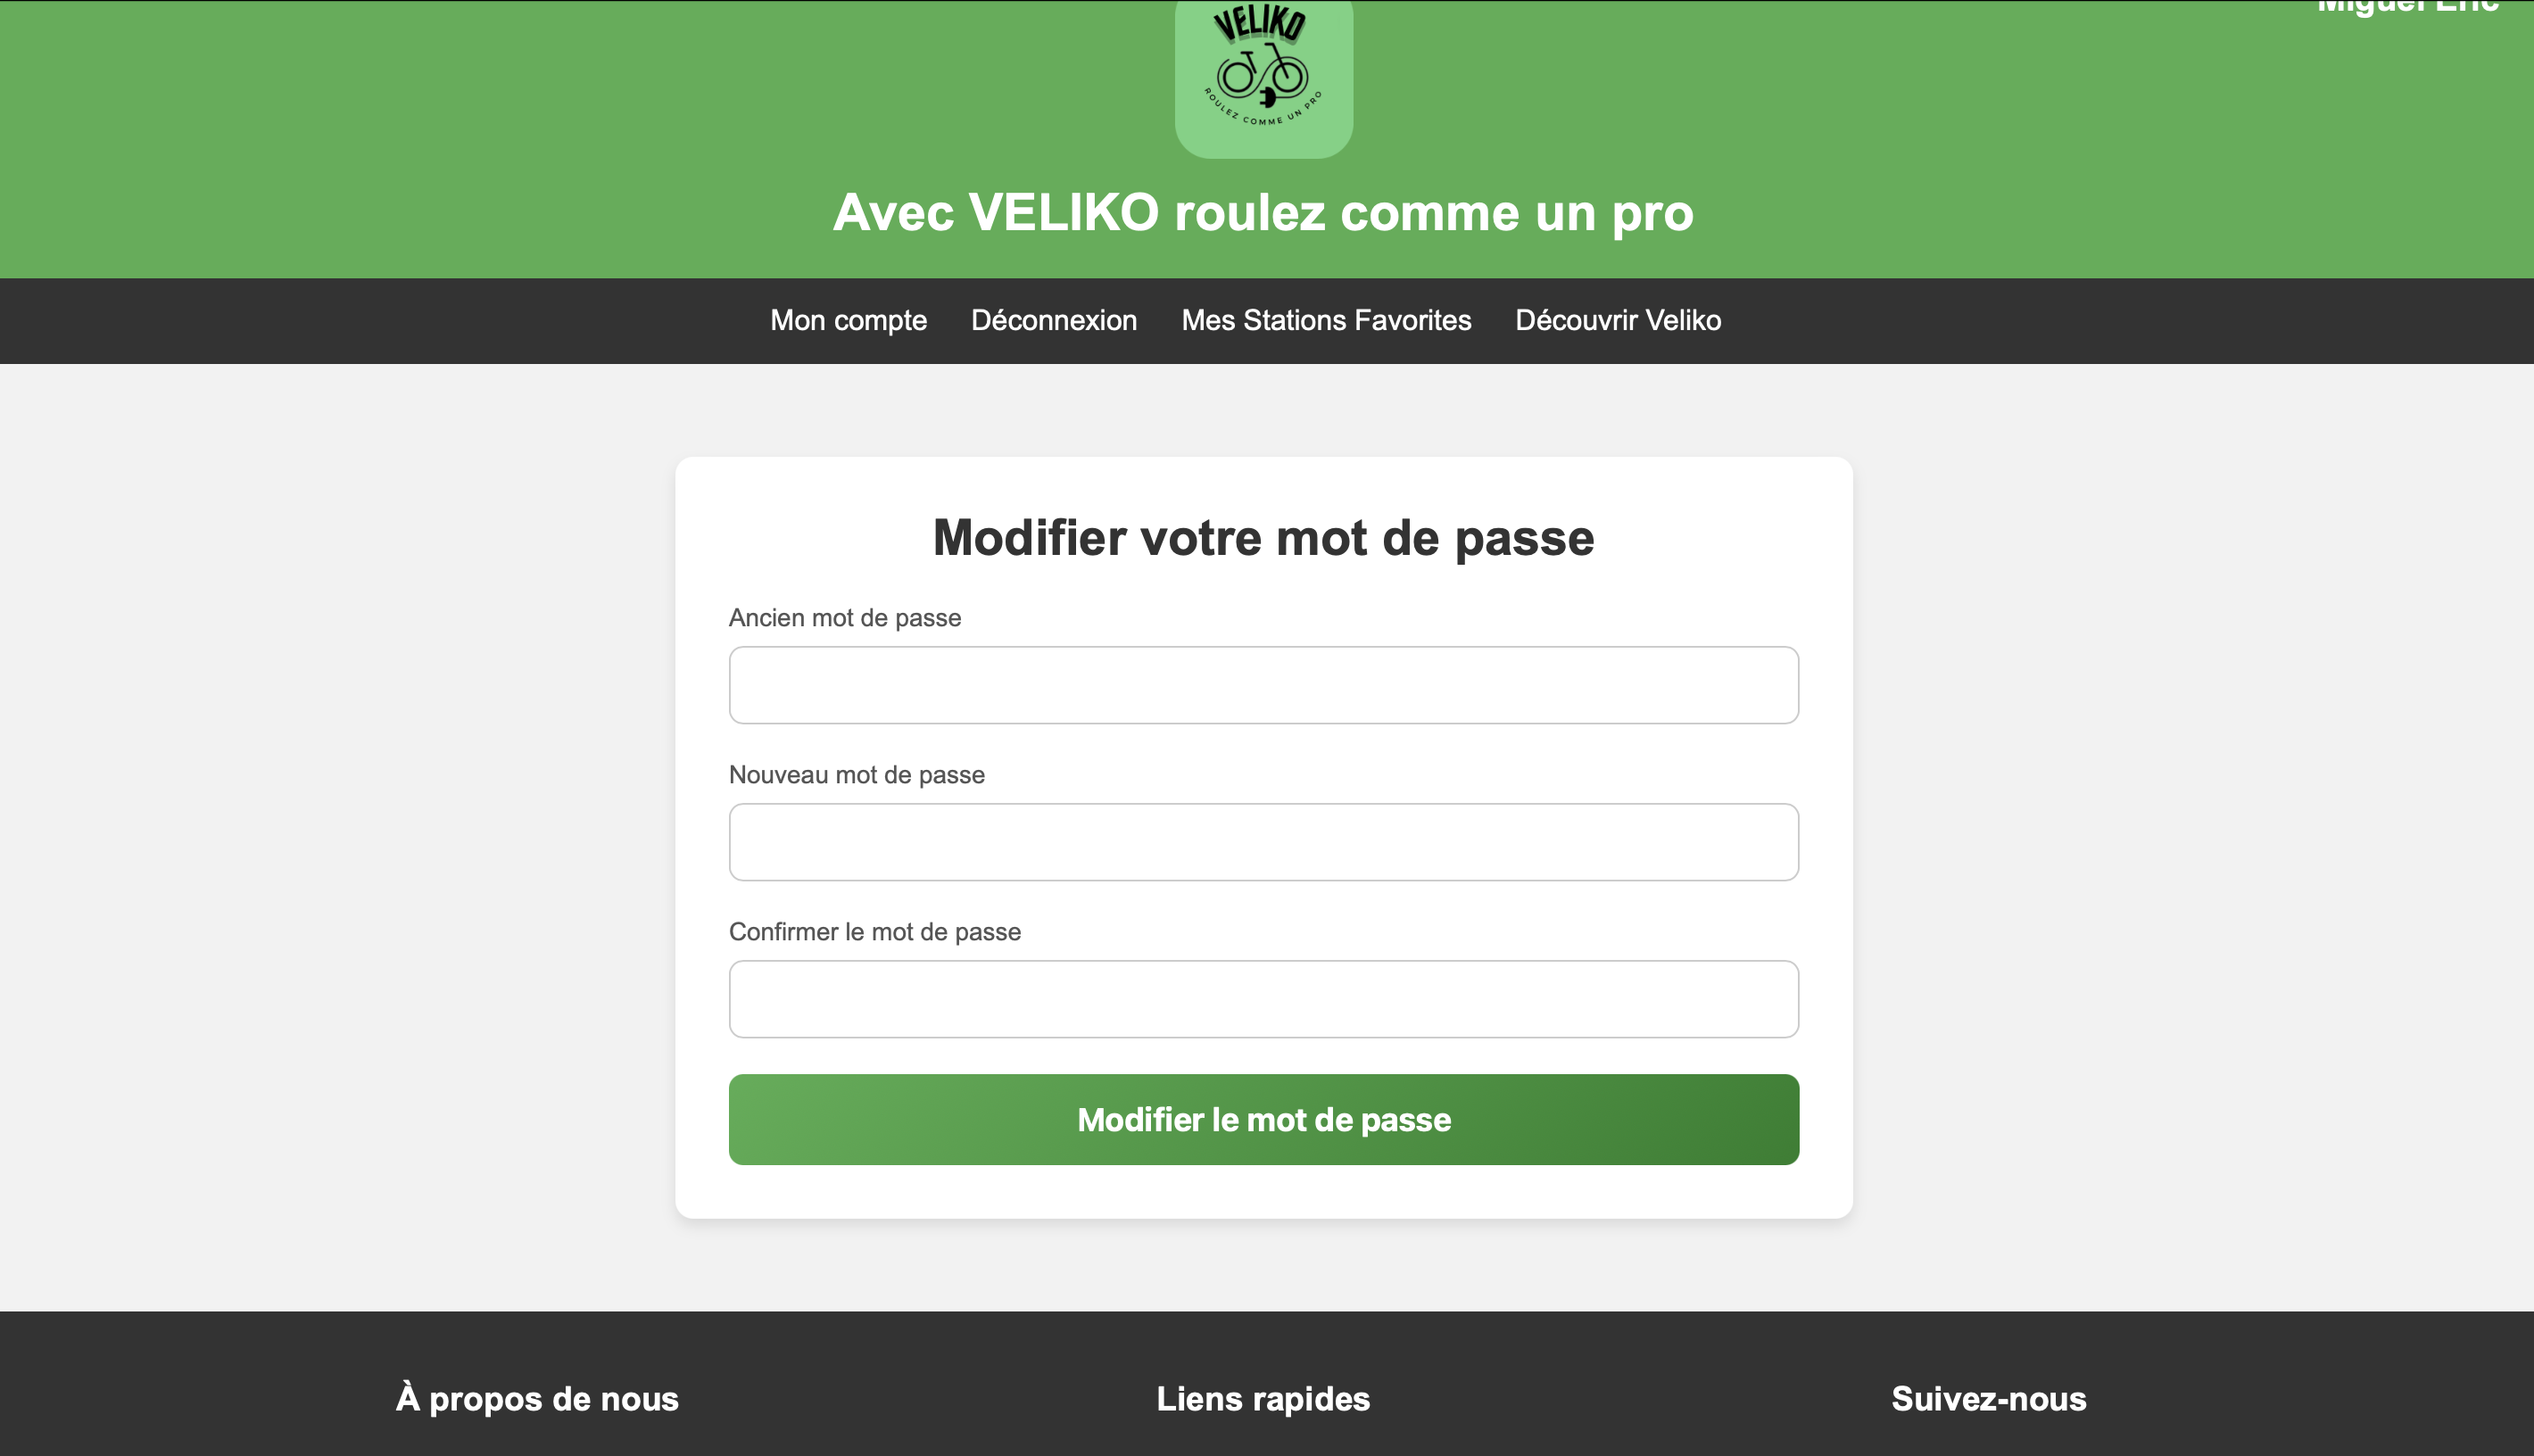 Miguel Eric
VELIKO
ROULEZ COMME UN PRO
Avec VELIKO roulez comme un pro
Mon compte Déconnexion Mes Stations Favorites Découvrir Veliko
Modifier votre mot de passe
Ancien mot de passe
Nouveau mot de passe
Confirmer le mot de passe
Modifier le mot de passe
À propos de nous Liens rapides Suivez-nous